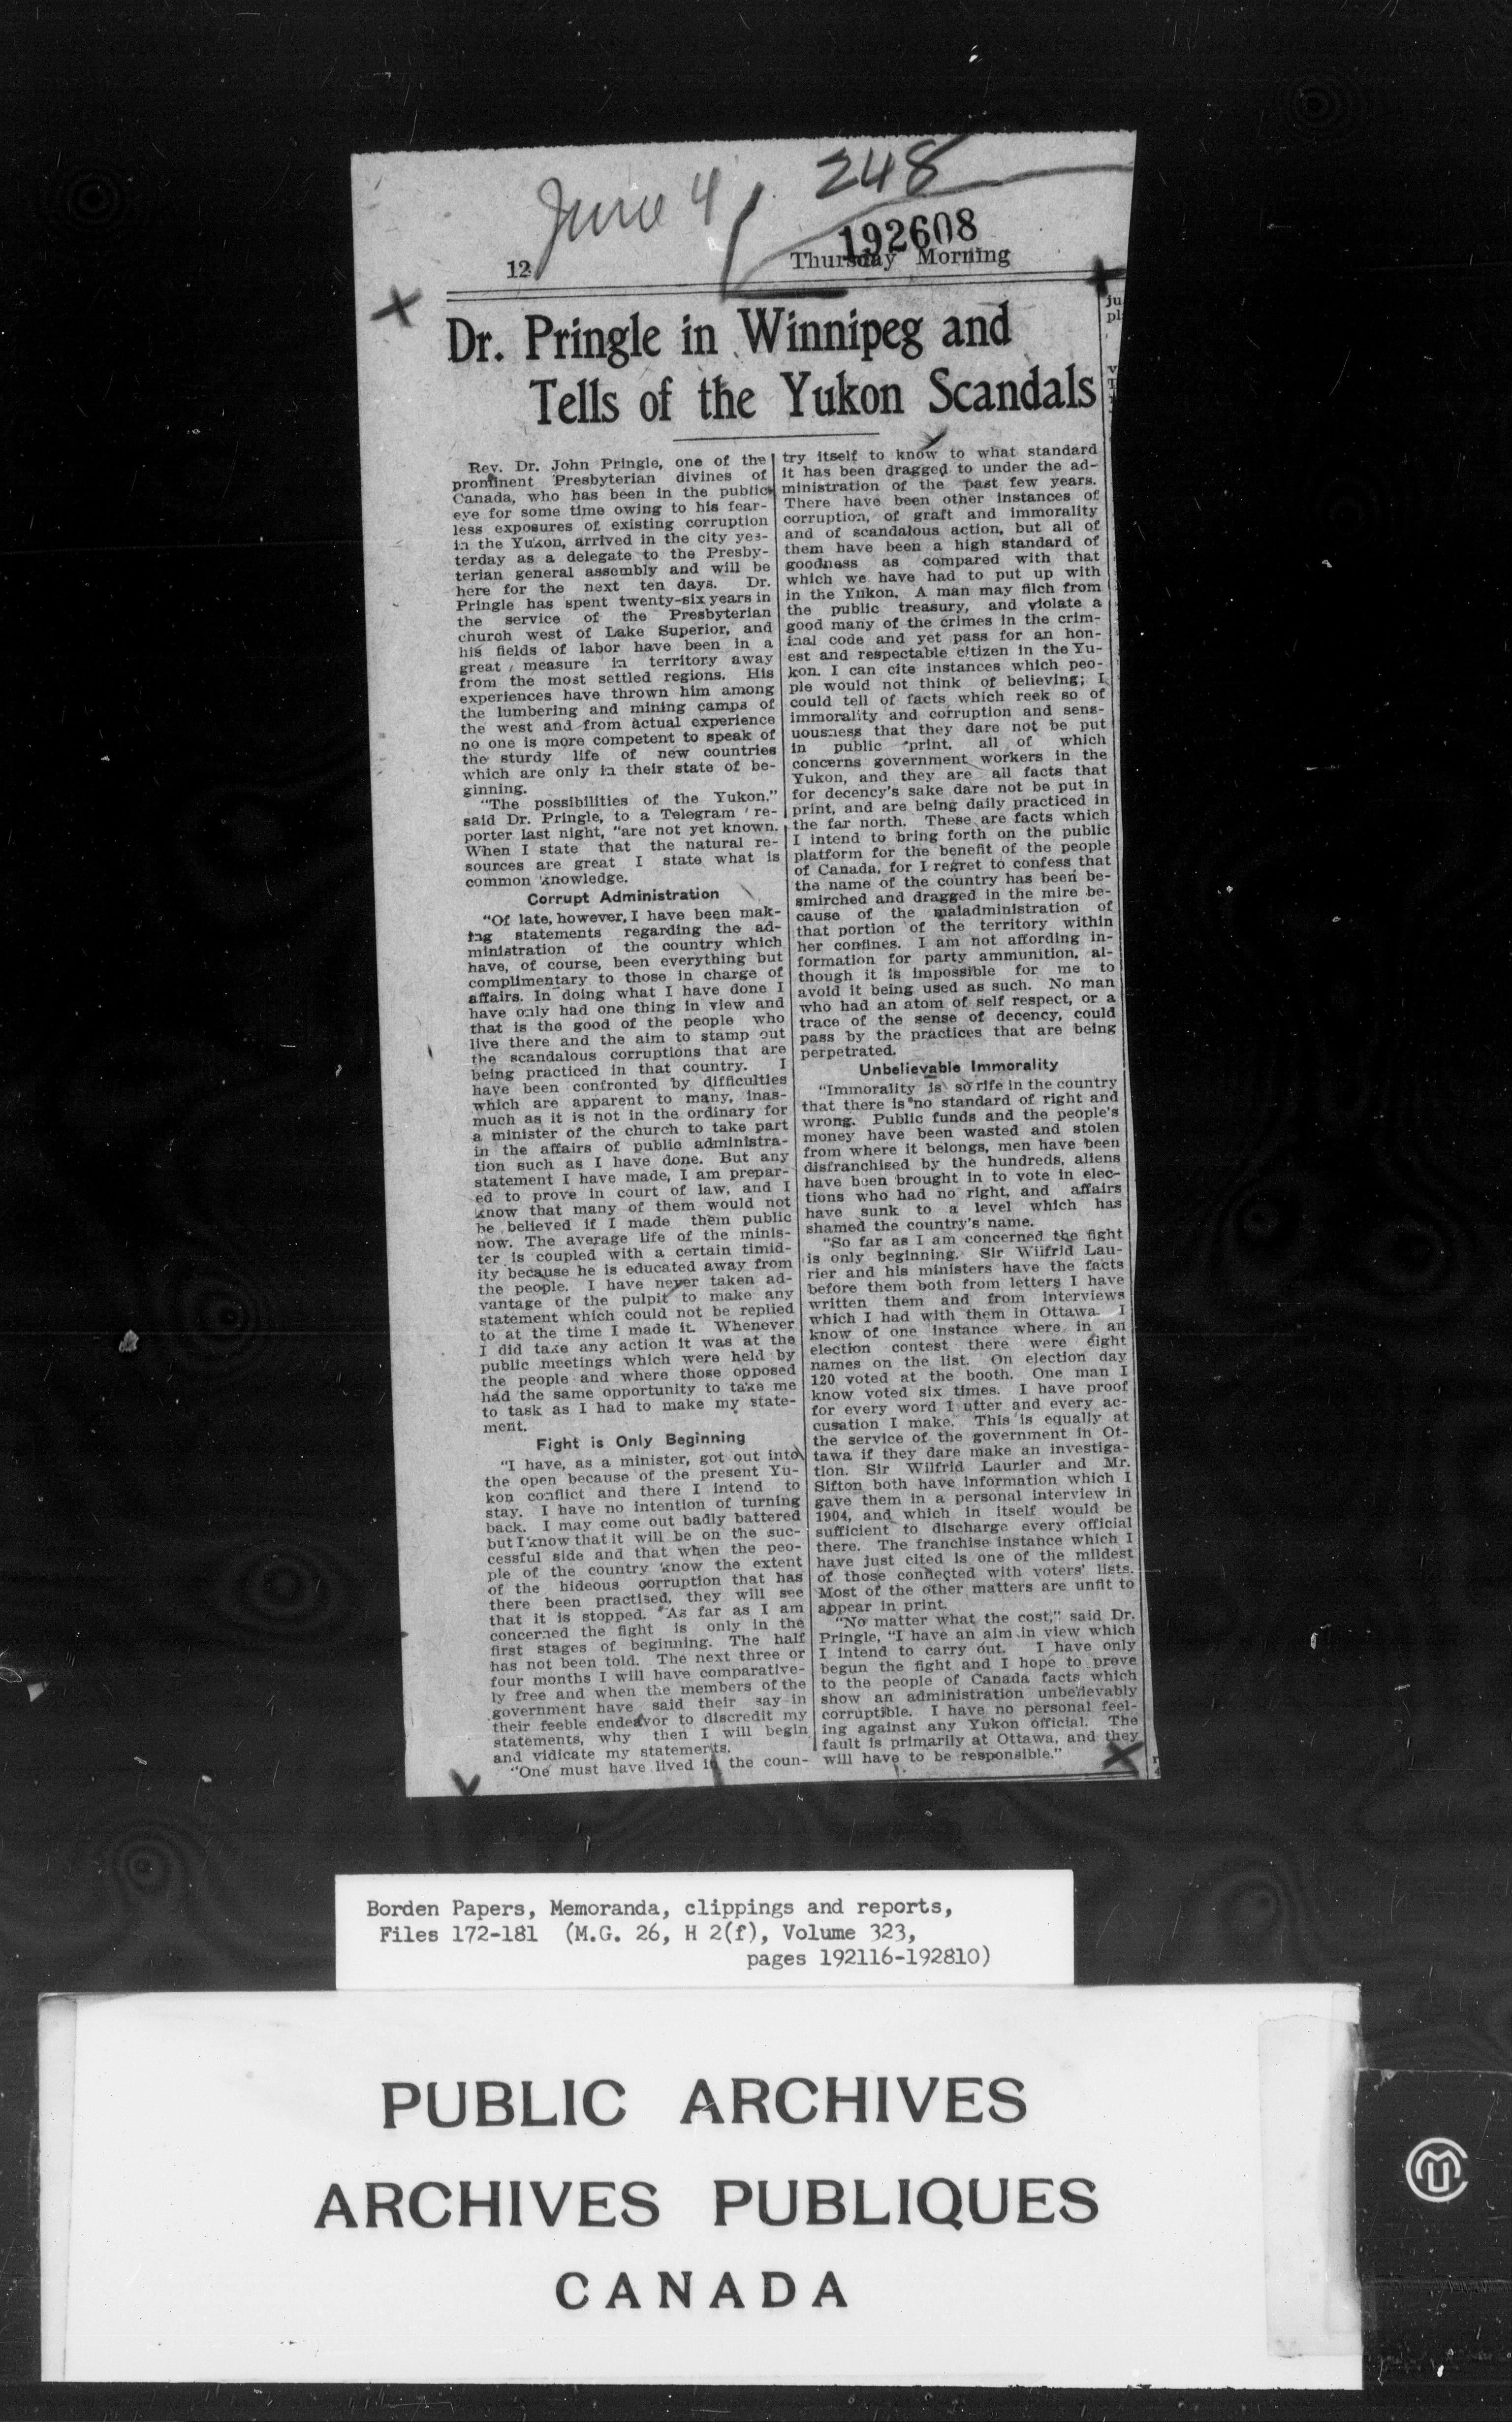 June 4
248
192608
12
Thursday Morning
Dr. Pringle in Winnipeg and
Tells of the Yukon Scandals
Rev. Dr. John Pringle, one of the
prominent Presbyterian divines of
Canada, who has been in the public
eye for some time owing to his fear-
less exposures of existing corruption
in the Yukon, arrived in the city yes-
terday as a delegate to the Presby-
terian general assembly and will be
here for the next ten days. Dr.
Pringle has spent twenty-six years in
the service of the Presbyterian
church west of Lake Superior, and
his fields of labor have been in a
great measure in territory away
from the most settled regions. His
experiences have thrown him among
the lumbering and mining camps of
the west and from actual experience
no one is more competent to speak of
the sturdy life of new countries
which are only in their state of be-
ginning.
"The possibilities of the Yukon,"
said Dr. Pringle, to a Telegram re-
porter last night, "are not yet known.
When I state that the natural re-
sources are great I state what is
common knowledge.
Corrupt Administration
"Of late, however, I have been mak-
ing statements regarding the ad-
ministration of the country which
have, of course, been everything but
complimentary to those in charge of
affairs. In doing what I have done I
have only had one thing in view and
that is the good of the people who
live there and the aim to stamp out
the scandalous corruptions that are
being practiced in that country. I
have been confronted by difficulties
which are apparent to many, inas-
much as it is not in the ordinary for
a minister of the church to take part
in the affairs of public administra-
tion such as I have done. But any
statement I have made, I am prepar-
ed to prove in court of law, and I
know that many of them would not
be believed if I made them public
now. The average life of the minis-
ter is coupled with a certain timid-
ity because he is educated away from
the people. I have never taken ad-
vantage of the pulpit to make any
statement which could not be replied
to at the time I made it. Whenever
I did take any action it was at the
public meetings which were held by
the people and where those opposed
had the same opportunity to take me
to task as I had to make my state-
ment.
Fight is Only Beginning
"I have, as a minister, got out into
the open because of the present Yu-
kon conflict and there I intend to
stay. I have no intention of turning
back. I may come out badly battered
but I know that it will be on the suc-
cessful side and that when the peo-
ple of the country know the extent
of the hideous corruption that has
there been practised, they will see
that it is stopped. "As far as I am
concerned the fight is only in the
first stages of beginning. The half
has not been told. The next three or
four months I will have comparative-
ly free and when the members of the
government have said their say in
their feeble endeavor to discredit my
statements, why then I will begin
and vidicate my statements.
"One must have lived in the coun-
try itself to know to what standard
it has been dragged to under the ad-
ministration of the past few years.
There have been other instances of
corruption, of graft and immorality
and of scandalous action, but all of
them have been a high standard of
goodness as compared with that
which we have had to put up with
in the Yukon. A man may filch from
the public treasury, and violate a
good many of the crimes in the crim-
inal code and yet pass for an hon-
est and respectable citizen in the Yu-
kon. I can cite instances which peo-
ple would not think of believing; I
could tell of facts which reek so of
immorality and corruption and sens-
uousness that they dare not be put
in public print. all of which
concerns government workers in the
Yukon, and they are all facts that
for decency's sake dare not be put in
print, and are being daily practiced in
the far north. These are facts which
I intend to bring forth on the public
platform for the benefit of the people
of Canada, for I regret to confess that
the name of the country has been be-
smirched and dragged in the mire be-
cause of the maladministration of
that portion of the territory within
her confines. I am not affording in-
formation for party ammunition, al-
though it is impossible for me to
avoid it being used as such. No man
who had an atom of self respect, or a
trace of the sense of decency, could
pass by the practices that are being
perpetrated.
Unbelievable Immorality
"Immorality is so rife in the country
that there is no standard of right and
wrong. Public funds and the people's
money have been wasted and stolen
from where it belongs, men have been
disfranchised by the hundreds, aliens
have been brought in to vote in elec-
tions who had no right, and affairs
have sunk to a level which has
shamed the country's name.
"So far as I am concerned the fight
is only beginning. Sir Wilfrid Lau-
rier and his ministers have the facts
before them both from letters I have
written them and from interviews
which I had with them in Ottawa. I
know of one instance where in an
election contest there were eight
names on the list. On election day
120 voted at the booth. One man I
know voted six times. I have proof
for every word I utter and every ac-
cusation I make. This is equally at
the service of the government in Ot-
tawa if they dare make an investiga-
tion. Sir Wilfrid Laurier and Mr.
Sifton both have information which I
gave them in a personal interview in
1904, and which in itself would be
sufficient to discharge every official
there. The franchise instance which I
have just cited is one of the mildest
of those connected with voters' lists.
Most of the other matters are unfit to
appear in print.
"No matter what the cost," said Dr.
Pringle, "I have an aim in view which
I intend to carry out. I have only
begun the fight and I hope to prove
to the people of Canada facts which
show an administration unbelievably
corruptible. I have no personal feel-
ing against any Yukon official. The
fault is primarily at Ottawa, and they
will have to be responsible."
Borden Papers, Memoranda, clippings and reports,
Files 172-181 (M.G. 26, H 2(f), Volume 323,
pages 192116-192810)
PUBLIC ARCHIVES
ARCHIVES PUBLIQUES
CANADA